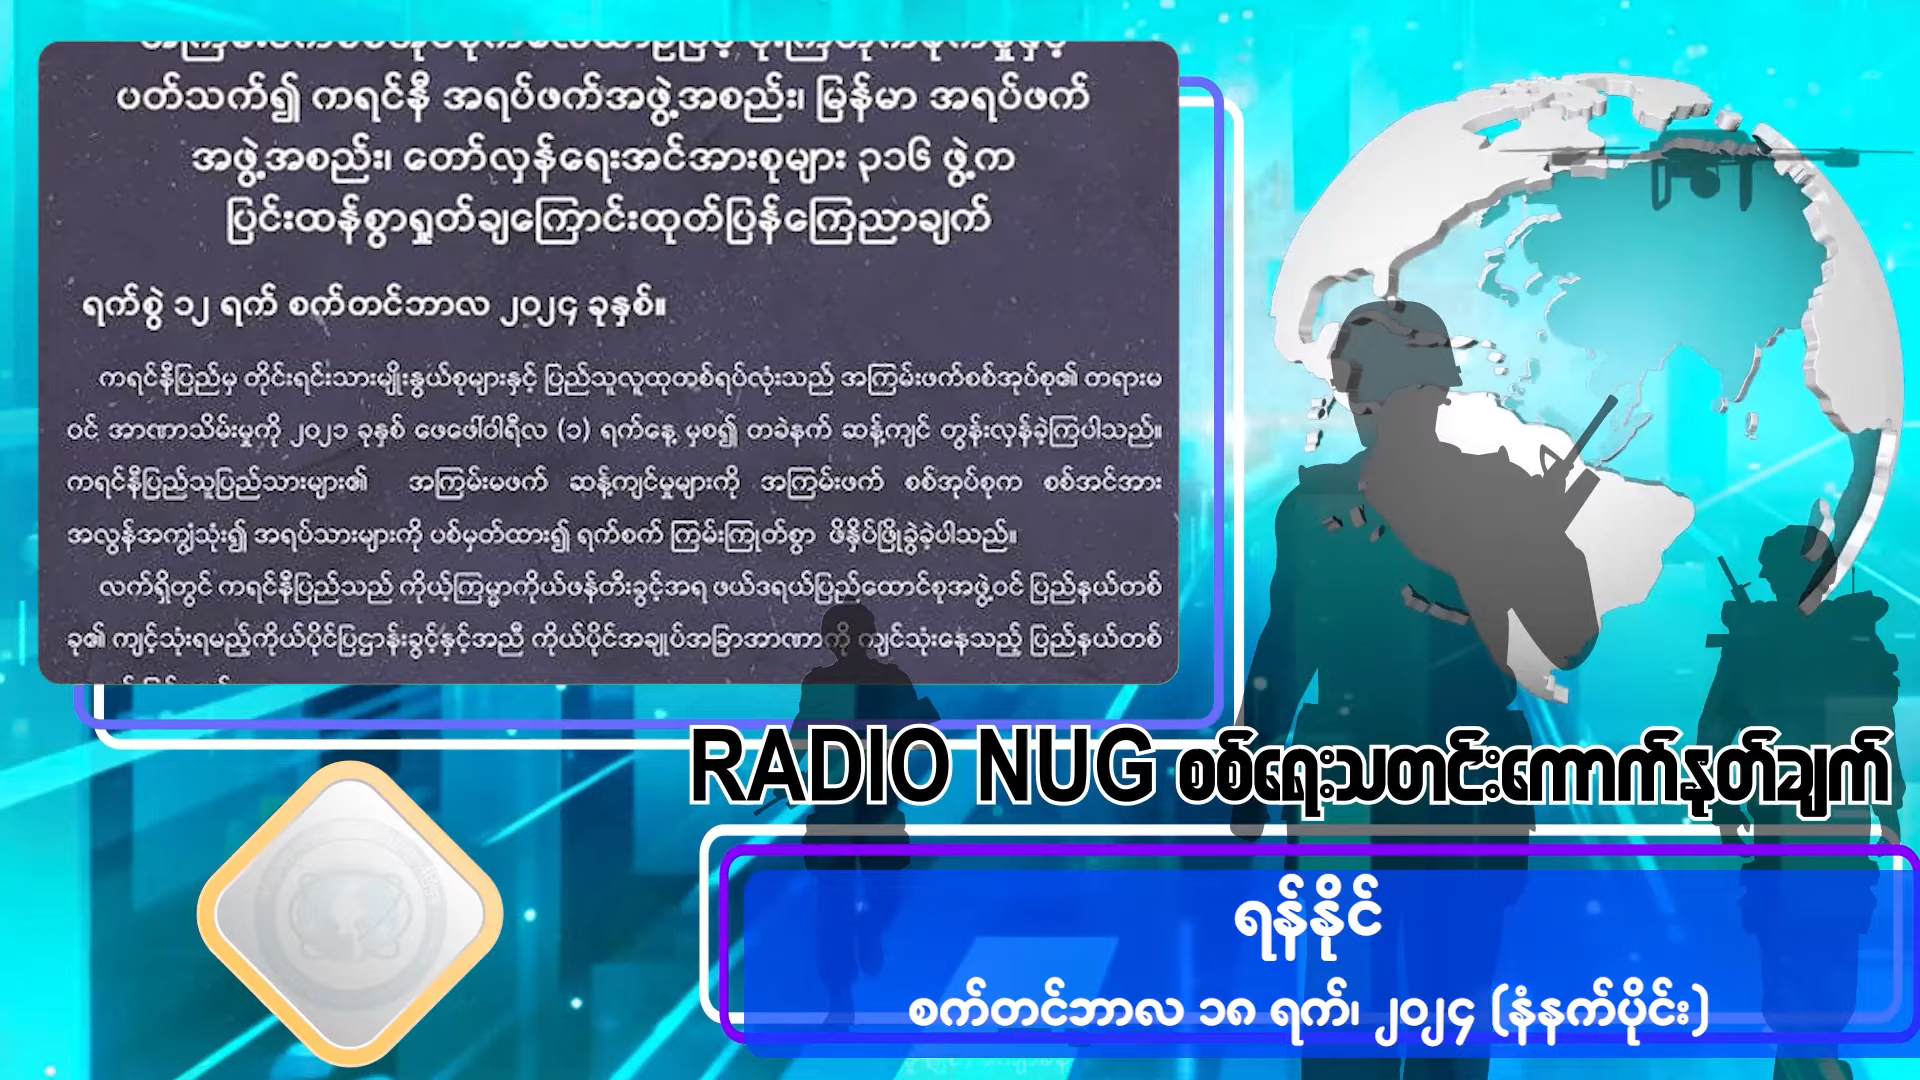 ပတ်သက်၍ ကရင်နီ အရပ်ဖက်အဖွဲ့အစည်း၊ မြန်မာ အရပ်ဖက်
အဖွဲ့အစည်း၊ တော်လှန်ရေးအင်အားစုများ ၃၁၆ ဖွဲ့က
ပြင်းထန်စွာရှုတ်ချကြောင်းထုတ်ပြန်ကြေညာချက်
ရက်စွဲ ၁၂ ရက် စက်တင်ဘာလ ၂၀၂၄ ခုနှစ်။
ကရင်နီပြည်မှ တိုင်းရင်းသားမျိုးနွယ်စုများနှင့် ပြည်သူလူထုတစ်ရပ်လုံးသည် အကြမ်းဖက်စစ်အုပ်စု၏ တရားမ
ဝင် အာဏာသိမ်းမှုကို ၂၀၂၁ ခုနှစ် ဖေဖေါ်ဝါရီလ (၁) ရက်နေ့ မှစ၍ တခဲနက် ဆန့်ကျင် တွန်းလှန်ခဲ့ကြပါသည်။
ကရင်နီပြည်သူပြည်သားများ၏ အကြမ်းမဖက် ဆန့်ကျင်မှုများကို အကြမ်းဖက် စစ်အုပ်စုက စစ်အင်အား
အလွန်အကျွံသုံး၍ အရပ်သားများကို ပစ်မှတ်ထား၍ ရက်စက် ကြမ်းကြုတ်စွာ ဖိနှိပ်ဖြိုခွဲခဲ့ပါသည်။
လက်ရှိတွင် ကရင်နီပြည်သည် ကိုယ့်ကြမ္မာကိုယ်ဖန်တီးခွင့်အရ ဖယ်ဒရယ်ပြည်ထောင်စုအဖွဲ့ဝင် ပြည်နယ်တစ်
ခု၏ ကျင့်သုံးရမည့်ကိုယ်ပိုင်ပြဋ္ဌာန်းခွင့်နှင့်အညီ ကိုယ်ပိုင်အချုပ်အခြာအာဏာကို ကျင်သုံးနေသည့် ပြည်နယ်တစ်
RADIO NUG စစ်ရေးသတင်းကောက်နုတ်ချက်
ရန်နိုင်
စက်တင်ဘာလ ၁၈ ရက်၊ ၂၀၂၄ (နံနက်ပိုင်း)